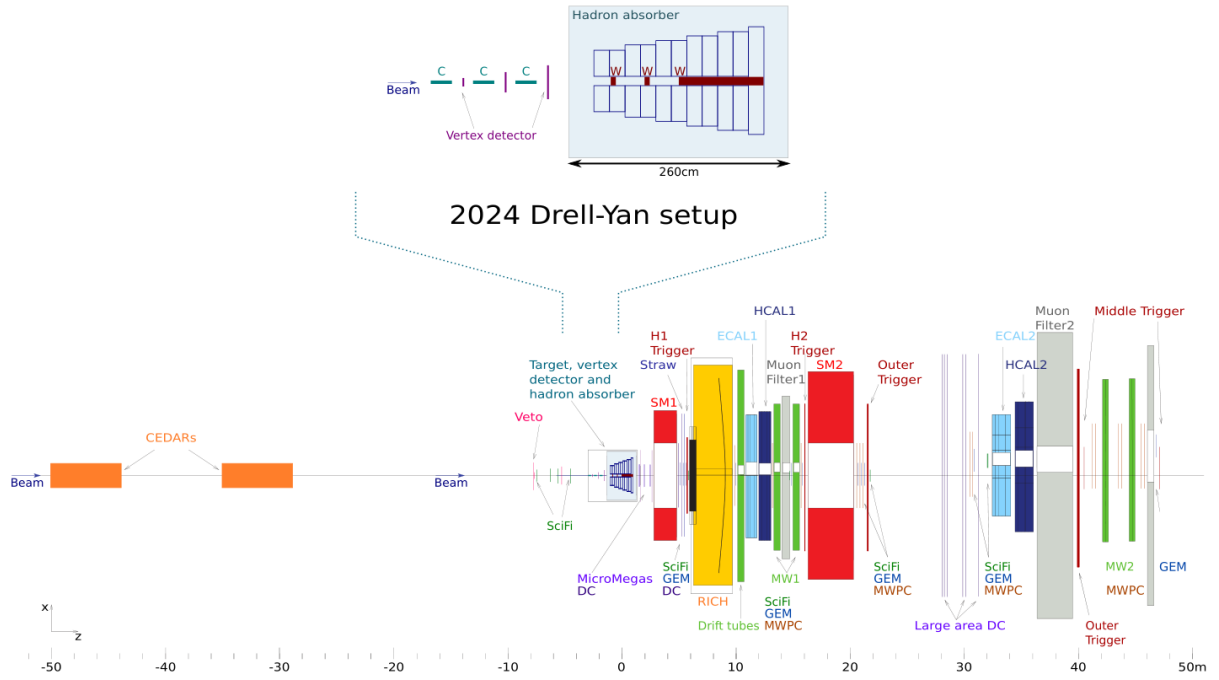 Hadron absorber
C
C
C
W
W
W
Beam
Vertex detector
260cm
2024 Drell-Yan setup
HCAL1
Muon
Filter2
Middle Trigger
H1
Trigger
ECAL1
H2
Trigger
ECAL2
Target, vertex
detector and
hadron absorber
Straw
Muon
Filter1
SM2
Outer
Trigger
HCAL2
SM1
Veto
CEDARs
Beam
Beam
SciFi
MicroMegas
DC
SciFi
GEM
DC
RICH
Drift tubes
MW1
SciFi
GEM
MWPC
SciFi
GEM
MWPC
Large area DC
SciFi
GEM
MWPC
Outer
Trigger
MW2
MWPC
GEM
x
z
-50
-40
-30
-20
-10
0
10
20
30
40
50m